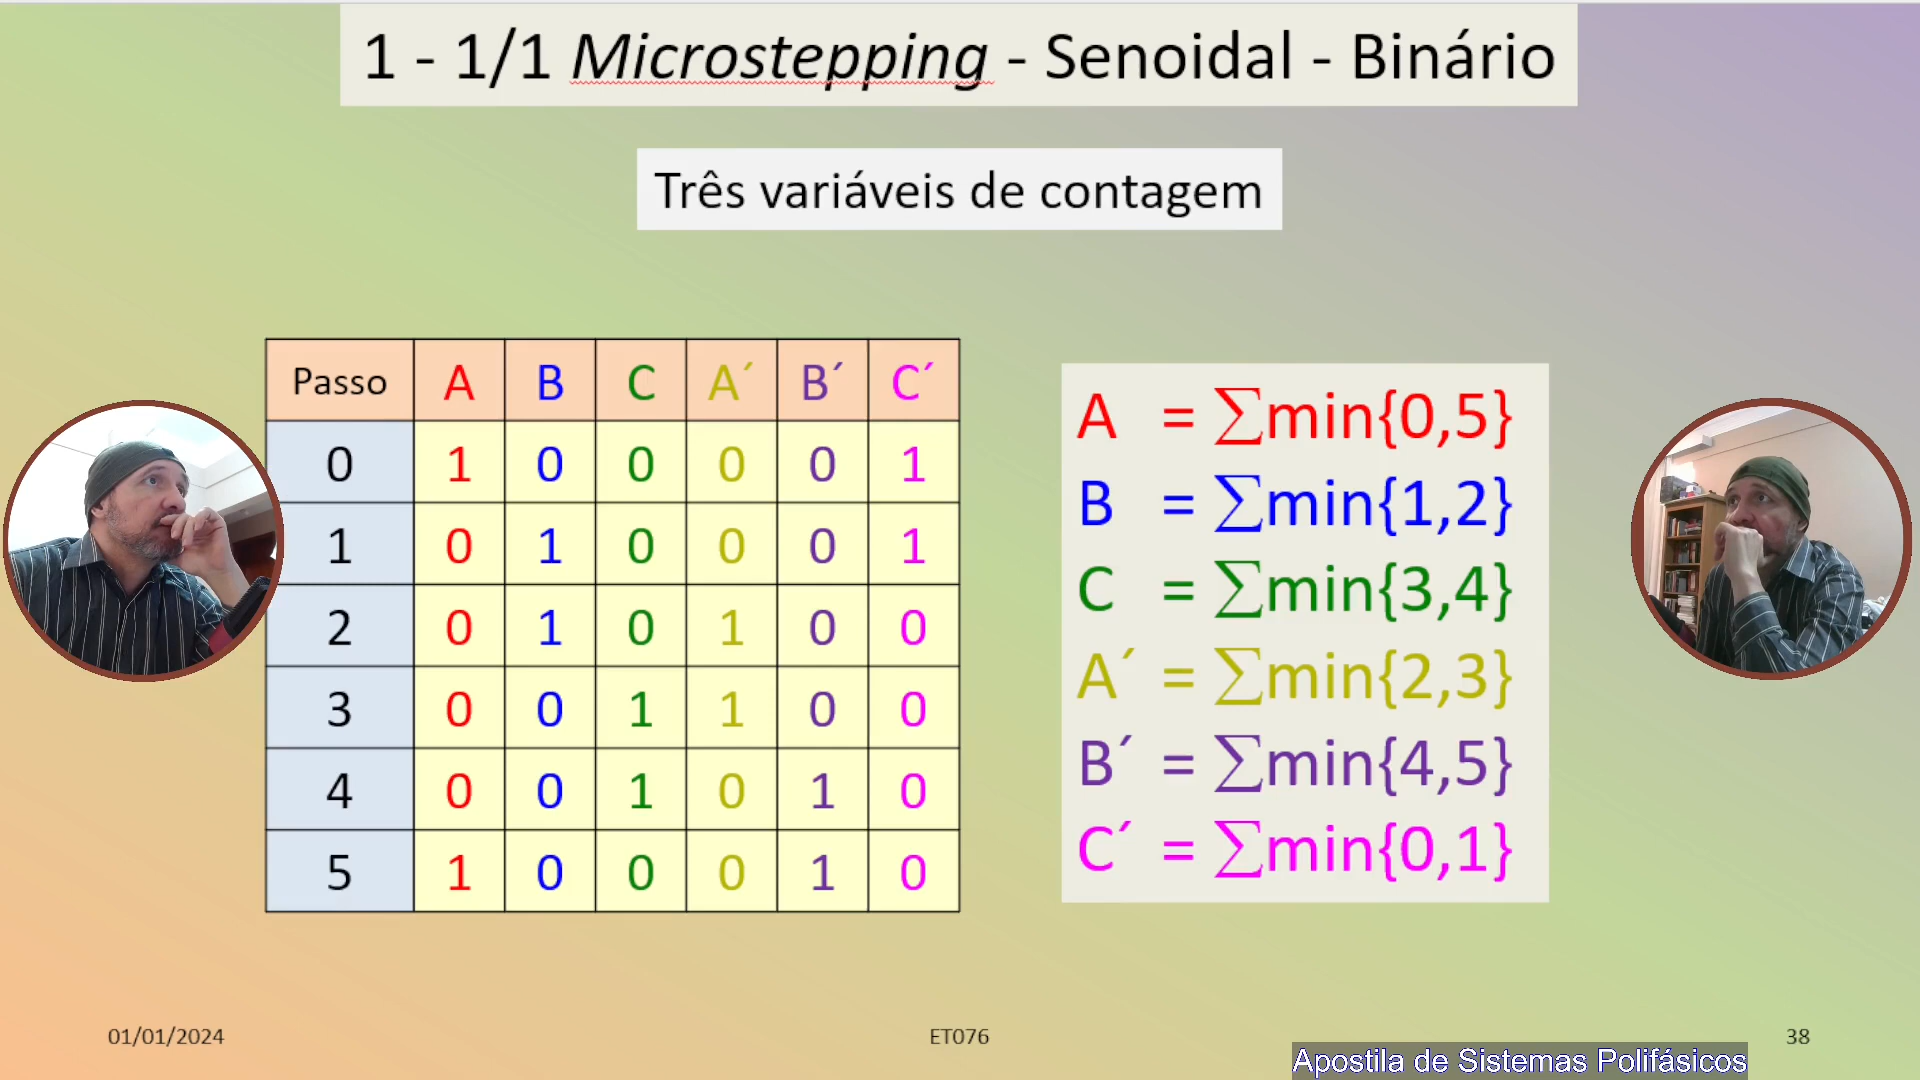 1 - 1/1 Microstepping - Senoidal - Binário
Três variáveis de contagem
Passo A B C A´ B´ C´
0 1 0 0 0 0 1
1 0 1 0 0 0 1
2 0 1 0 1 0 0
3 0 0 1 1 0 0
4 0 0 1 0 1 0
5 1 0 0 0 1 0
A = ∑min{0,5}
B = ∑min{1,2}
C = ∑min{3,4}
A´ = ∑min{2,3}
B´ = ∑min{4,5}
C´ = ∑min{0,1}
01/01/2024
ET076
38
Apostila de Sistemas Polifásicos